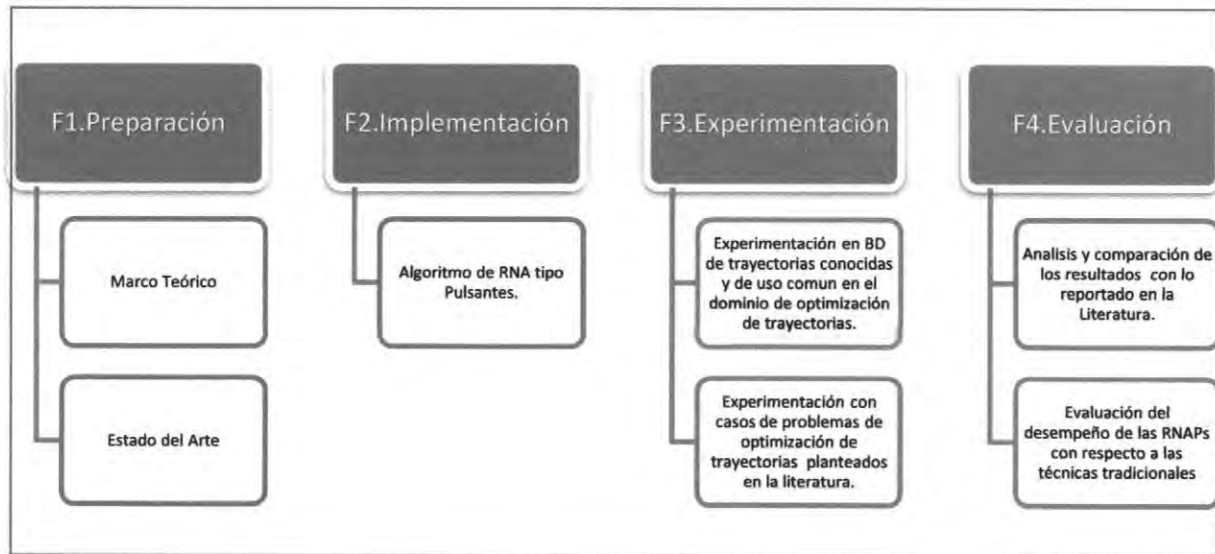 F1.Preparación
Marco Teórico
Estado del Arte
F2.Implementación
Algoritmo de RNA tipo
Pulsantes.
F3.Experimentación
Experimentación en BD
de trayectorias conocidas
y de uso comun en el
dominio de optimización
de trayectorias.
Experimentación con
casos de problemas de
optimización de
trayectorias planteados
en la literatura.
F4.Evaluación
Analisis y comparación de
los resultados con lo
reportado en la
Literatura.
Evaluación del
desempeño de las RNAPs
con respecto a las
técnicas tradicionales